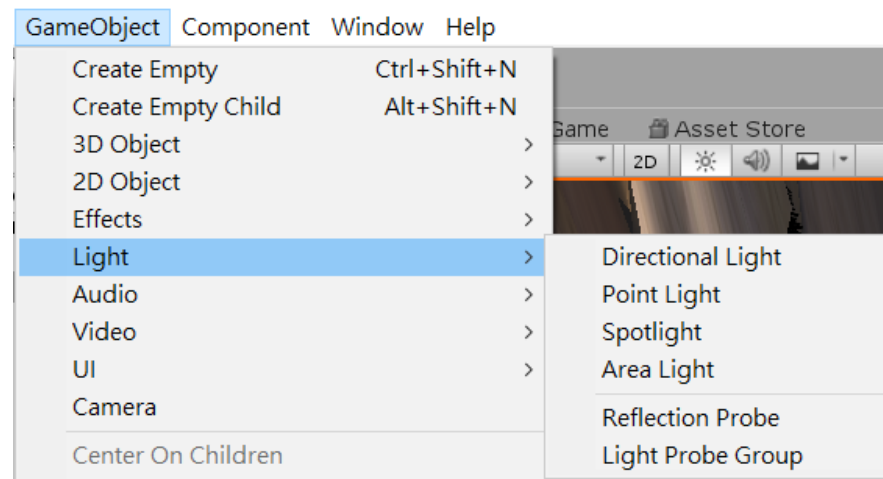 GameObject Component Window Help
Create Empty Ctrl+Shift+N
Create Empty Child Alt+Shift+N
3D Object
2D Object
Effects
Light
Audio
Video
UI
Camera
Center On Children
Game Asset Store
2D
Directional Light
Point Light
Spotlight
Area Light
Reflection Probe
Light Probe Group